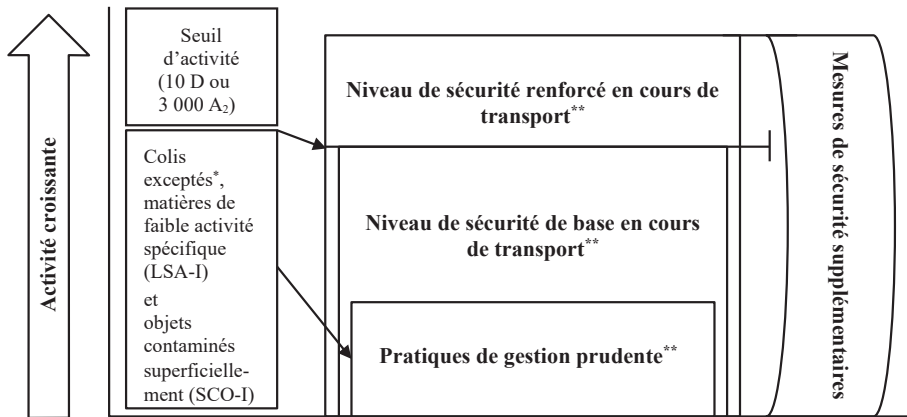 Activité croissante
Seuil
d’activité
(10 D ou
3 000 A₂)
Colis
exceptés*,
matières de
faible activité
spécifique
(LSA-I)
et
objets
contaminés
superficielle-
ment (SCO-I)
Niveau de sécurité renforcé en cours de
transport**
Niveau de sécurité de base en cours
de transport**
Pratiques de gestion prudente**
Mesures de sécurité supplémentaires